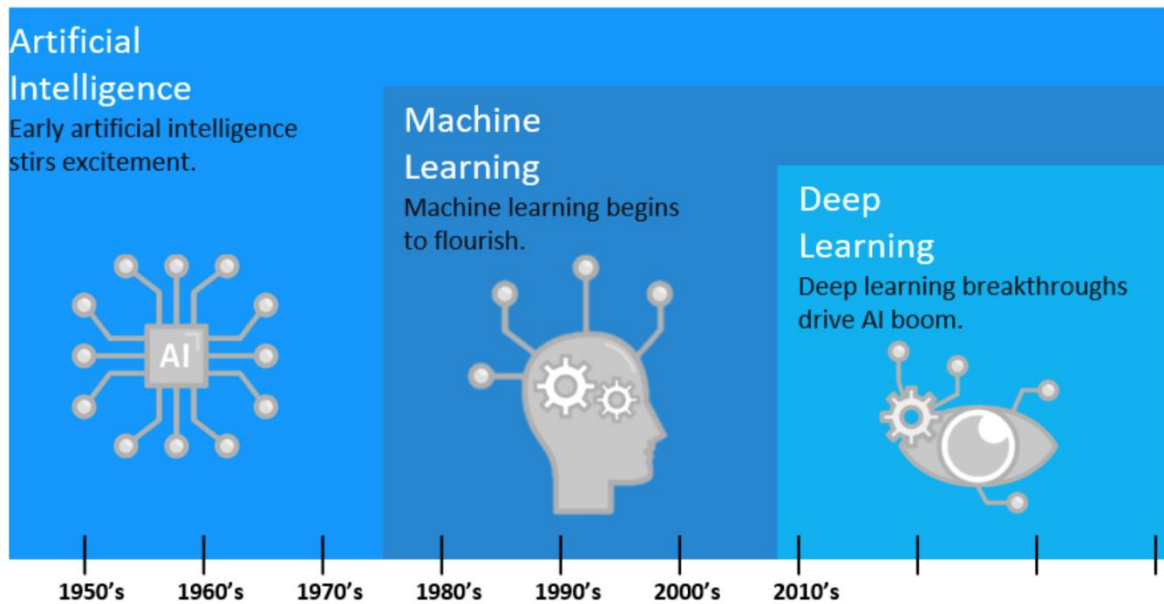 Artificial
Intelligence
Early artificial intelligence
stirs excitement.
Machine
Learning
Machine learning begins
to flourish.
Deep
Learning
Deep learning breakthroughs
drive AI boom.
AI
1950’s 1960’s 1970’s 1980’s 1990’s 2000’s 2010’s